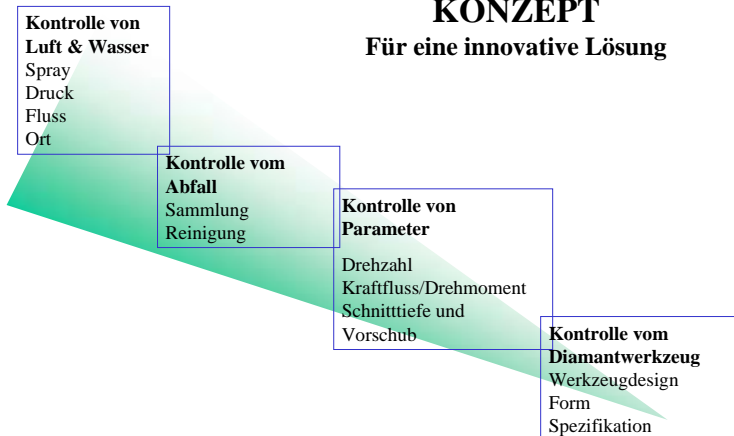 KONZEPT
Für eine innovative Lösung
Kontrolle von
Luft & Wasser
Spray
Druck
Fluss
Ort
Kontrolle vom
Abfall
Sammlung
Reinigung
Kontrolle von
Parameter
Drehzahl
Kraftfluss/Drehmoment
Schnitttiefe und
Vorschub
Kontrolle vom
Diamantwerkzeug
Werkzeugdesign
Form
Spezifikation